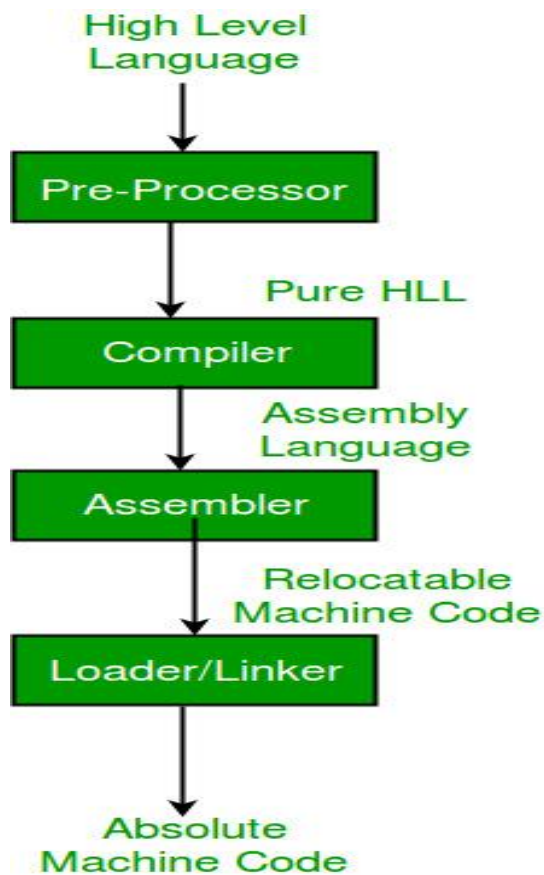 High Level
Language
Pre-Processor
Pure HLL
Compiler
Assembly
Language
Assembler
Relocatable
Machine Code
Loader/Linker
Absolute
Machine Code